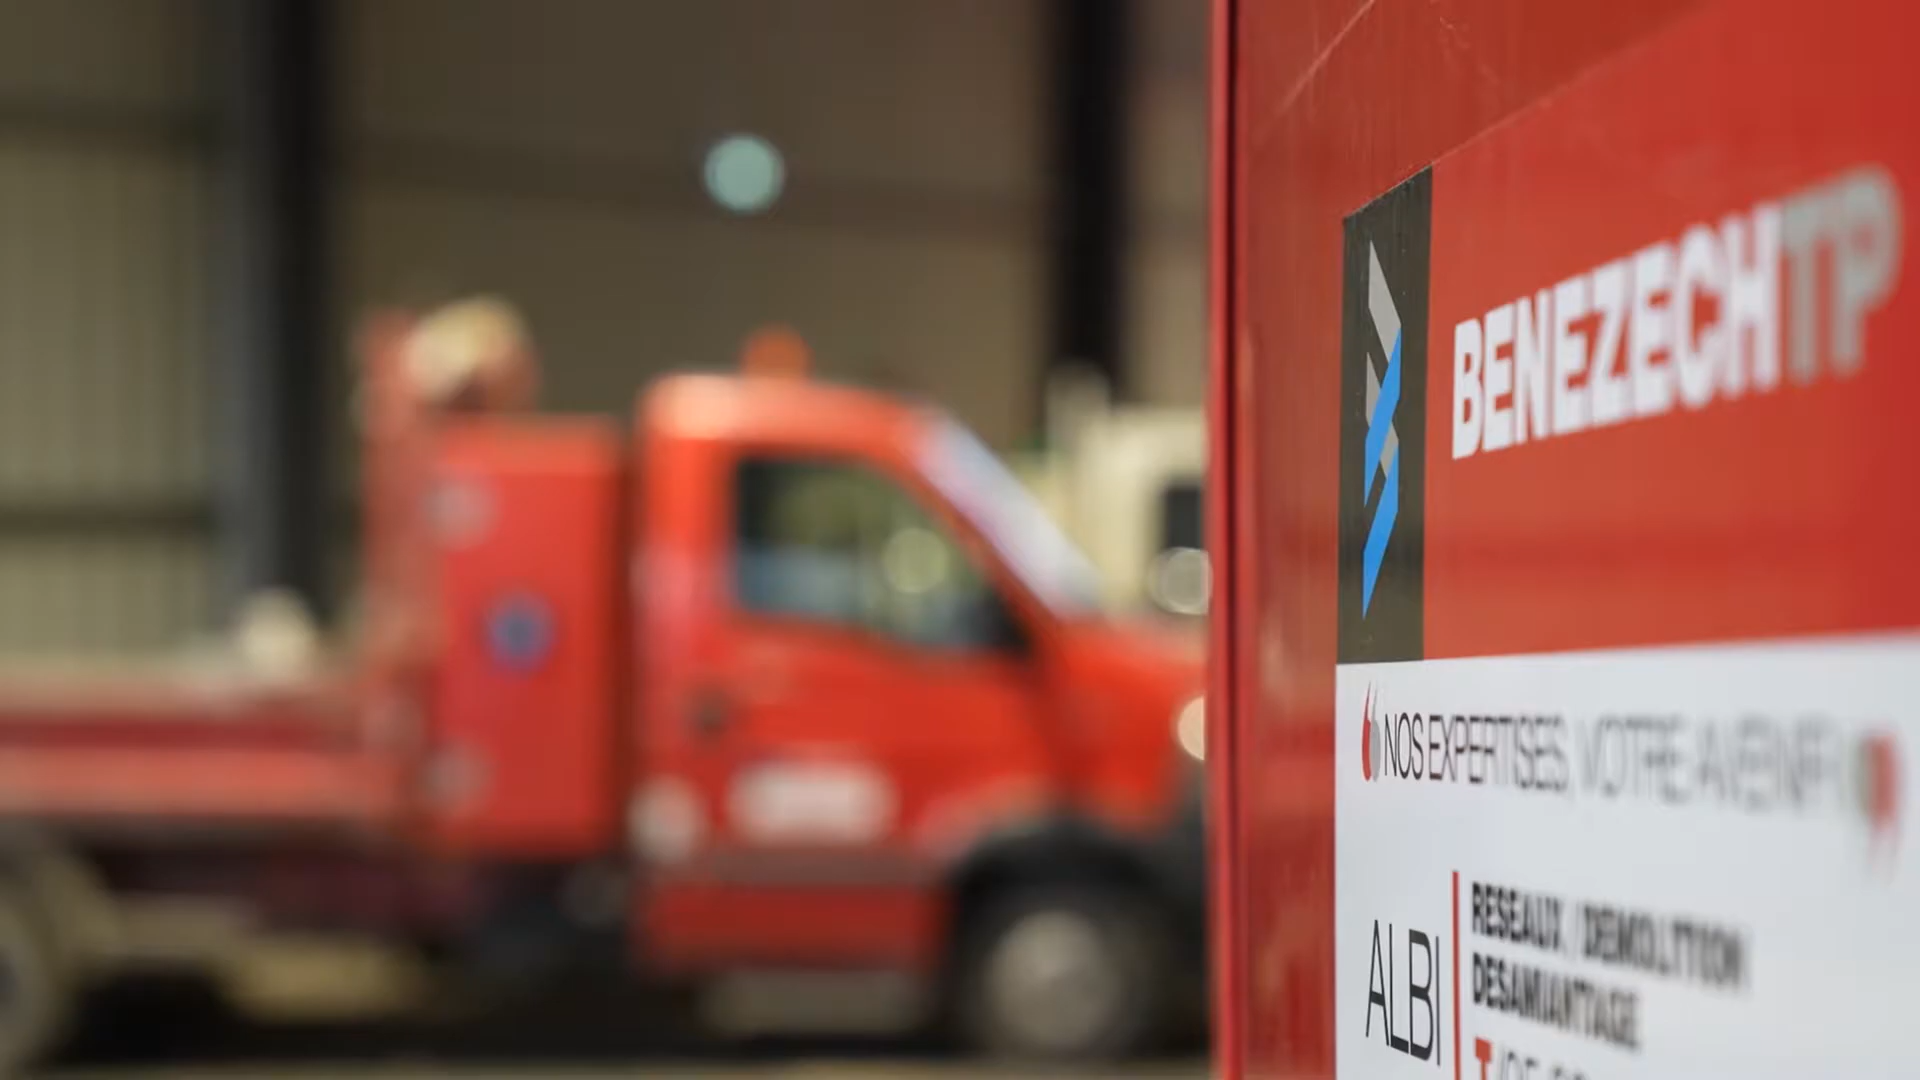 BENEZECHTP
NOS EXPERTISES, VOTRE AVENIR
ALBI
RESEAUX / DEMOLITION
DESAMIANTAGE